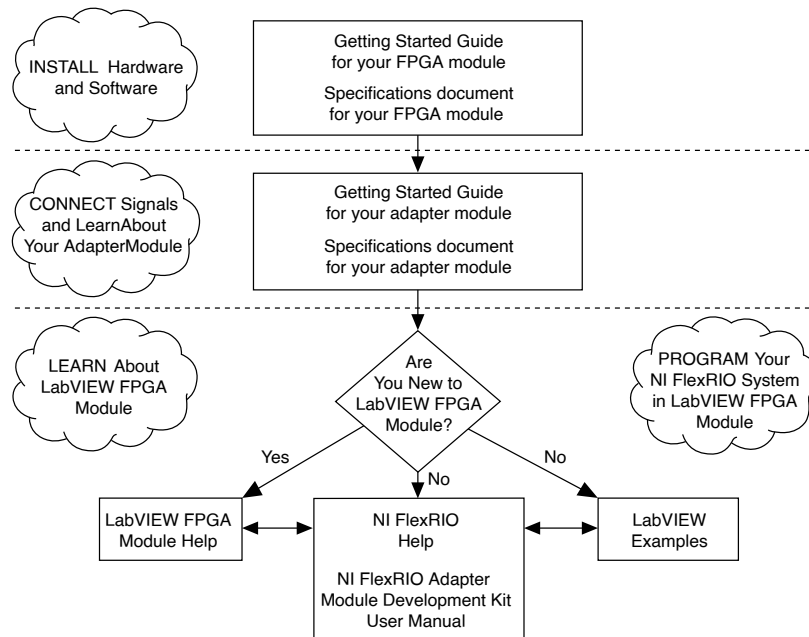 INSTALL Hardware
and Software
Getting Started Guide
for your FPGA module
Specifications document
for your FPGA module
CONNECT Signals
and LearnAbout
Your AdapterModule
Getting Started Guide
for your adapter module
Specifications document
for your adapter module
LEARN About
LabVIEW FPGA
Module
Are
You New to
LabVIEW FPGA
Module?
PROGRAM Your
NI FlexRIO System
in LabVIEW FPGA
Module
Yes
No
No
LabVIEW FPGA
Module Help
NI FlexRIO
Help
NI FlexRIO Adapter
Module Development Kit
User Manual
LabVIEW
Examples